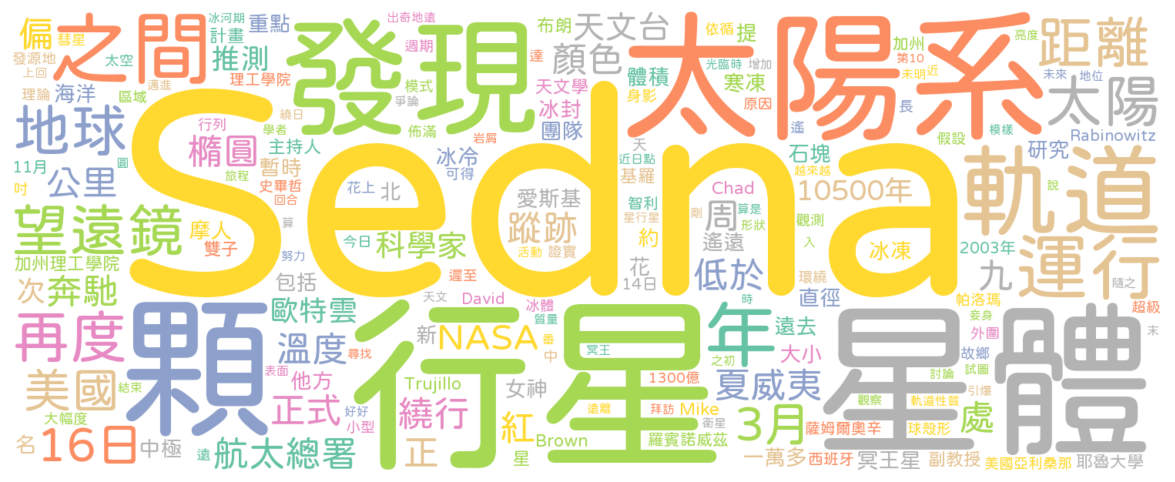 Sedna
發現
太陽系
行星
星體
顆
軌道
運行
之間
地球
望遠鏡
再度
美國
16日
距離
太陽
年
3月
NASA
夏威夷
低於
溫度
正式
繞行
航太總署
歐特雲
奔馳
公里
橢圓
偏
推測
重點
顏色
天文台
布朗
提
寒凍
體積
冰封
團隊
天文學
海洋
理論
區域
計畫
冰河期
彗星
發源地
上回
太空
邁進
理工學院
週期
模式
爭論
出奇地遠
達
身影
依循
光臨時
增加
加州
第10
未明
近
亮度
未來
地位
原因
遙
長
假設
模樣
Rabinowitz
研究
石塊
近日點
越來越
10500年
基羅
天
岩屑
佈滿
繞日
學者
行列
11月
圓
吋
旅程
主持人
暫時
史畢哲
回合
冰冷
可得
花上
北
愛斯基
蹤跡
Chad
智利
星行星
剛
周
算是
形狀
觀測
說
摩人
雙子
加州理工學院
次
今日
科學家
算
努力
包括
遲至
活動
證實
約
遙遠
花
14日
環繞
入
冰凍
九
2003年
帕洛瑪
隨之
超級
妾身
外圍
末
直徑
遠去
大小
故鄉
試圖
討論
引爆
時
之初
新
天文
David
冰體
質量
番
中
冥王
尋找
表面
他方
Trujillo
女神
1300億
遠離
拜訪
Mike
衛星
觀察
軌道性質
處
結束
大幅度
好好
小型
名
中極
遠
正
紅
星
Brown
羅賓諾威茲
薩姆爾奧辛
球殼形
一萬多
西班牙
冥王星
副教授
美國亞利桑那
耶魯大學